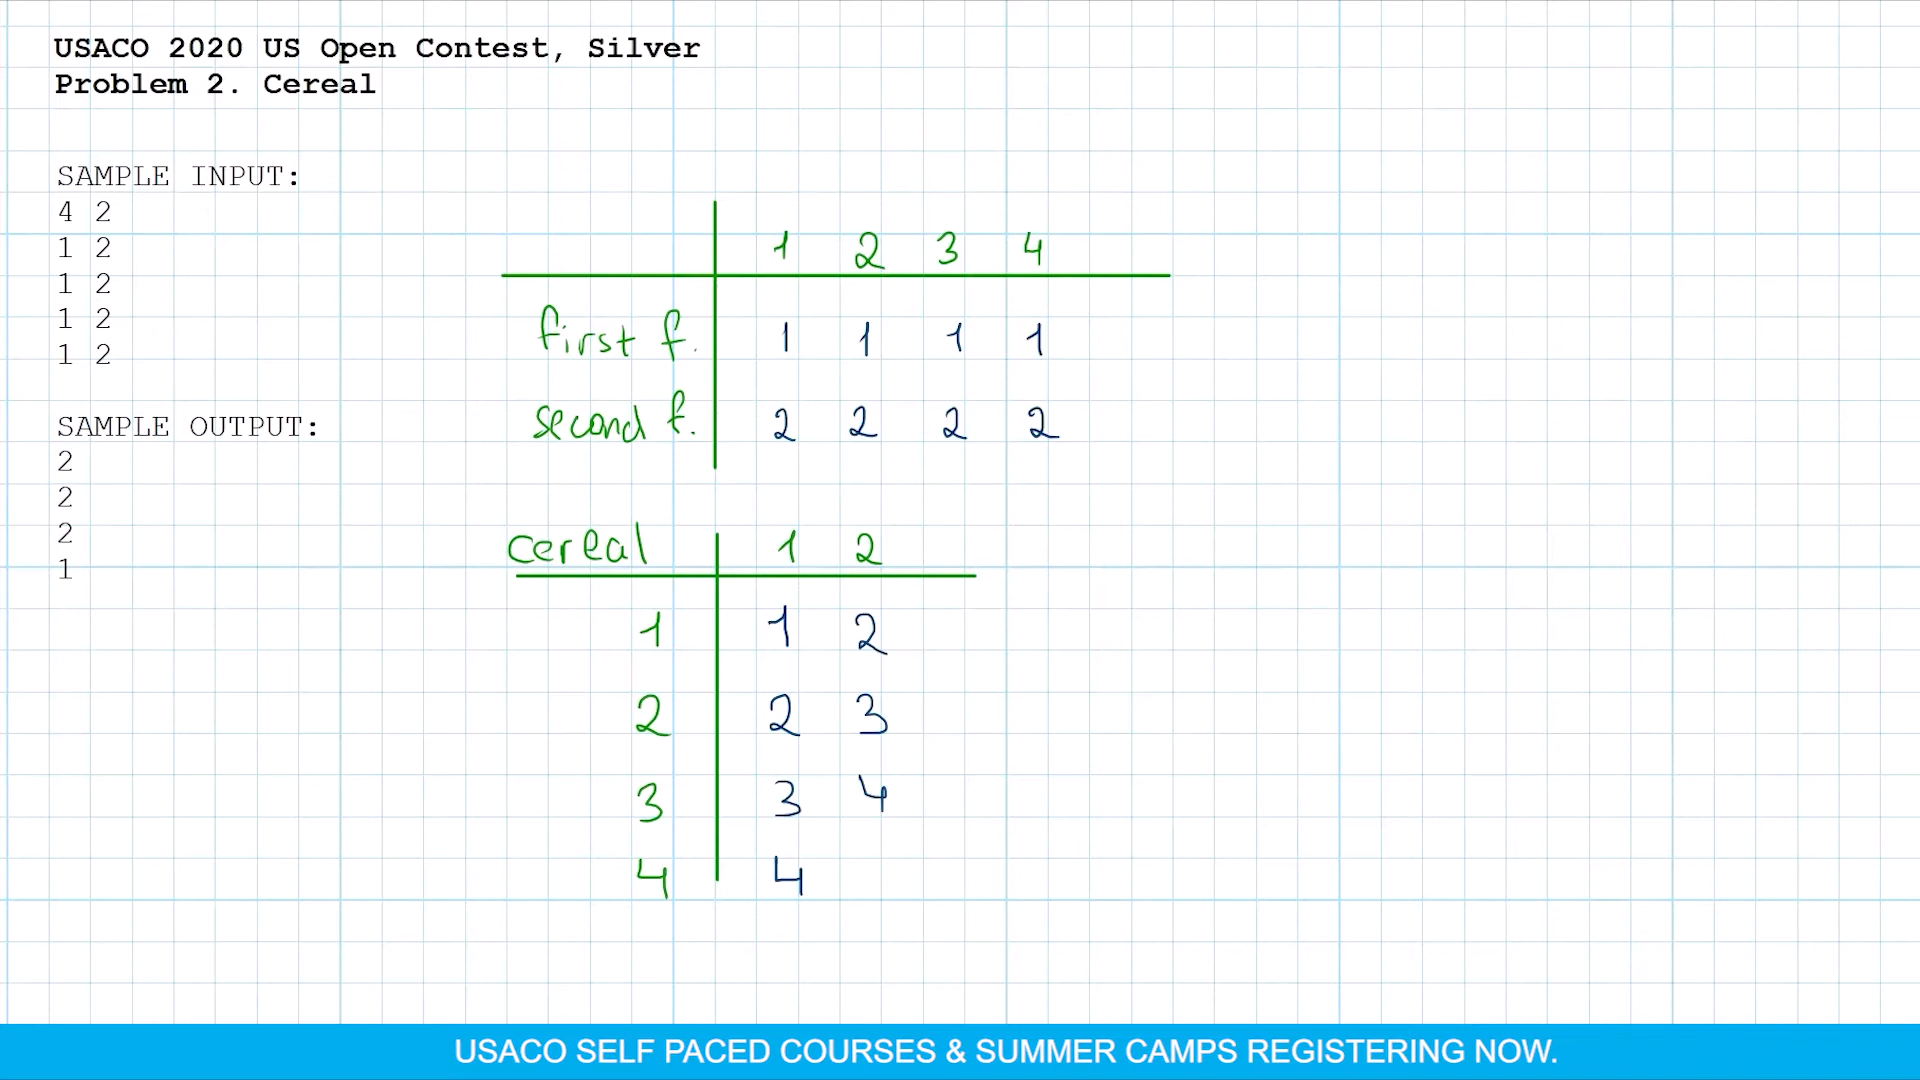 USACO 2020 US Open Contest, Silver
Problem 2. Cereal
SAMPLE INPUT:
4 2
1 2
1 2
1 2
1 2
SAMPLE OUTPUT:
2
2
2
1
1 2 3 4
first f. 1 1 1 1
second f. 2 2 2 2
cereal 1 2
1 1 2
2 2 3
3 3 4
4 4
USACO SELF PACED COURSES & SUMMER CAMPS REGISTERING NOW.